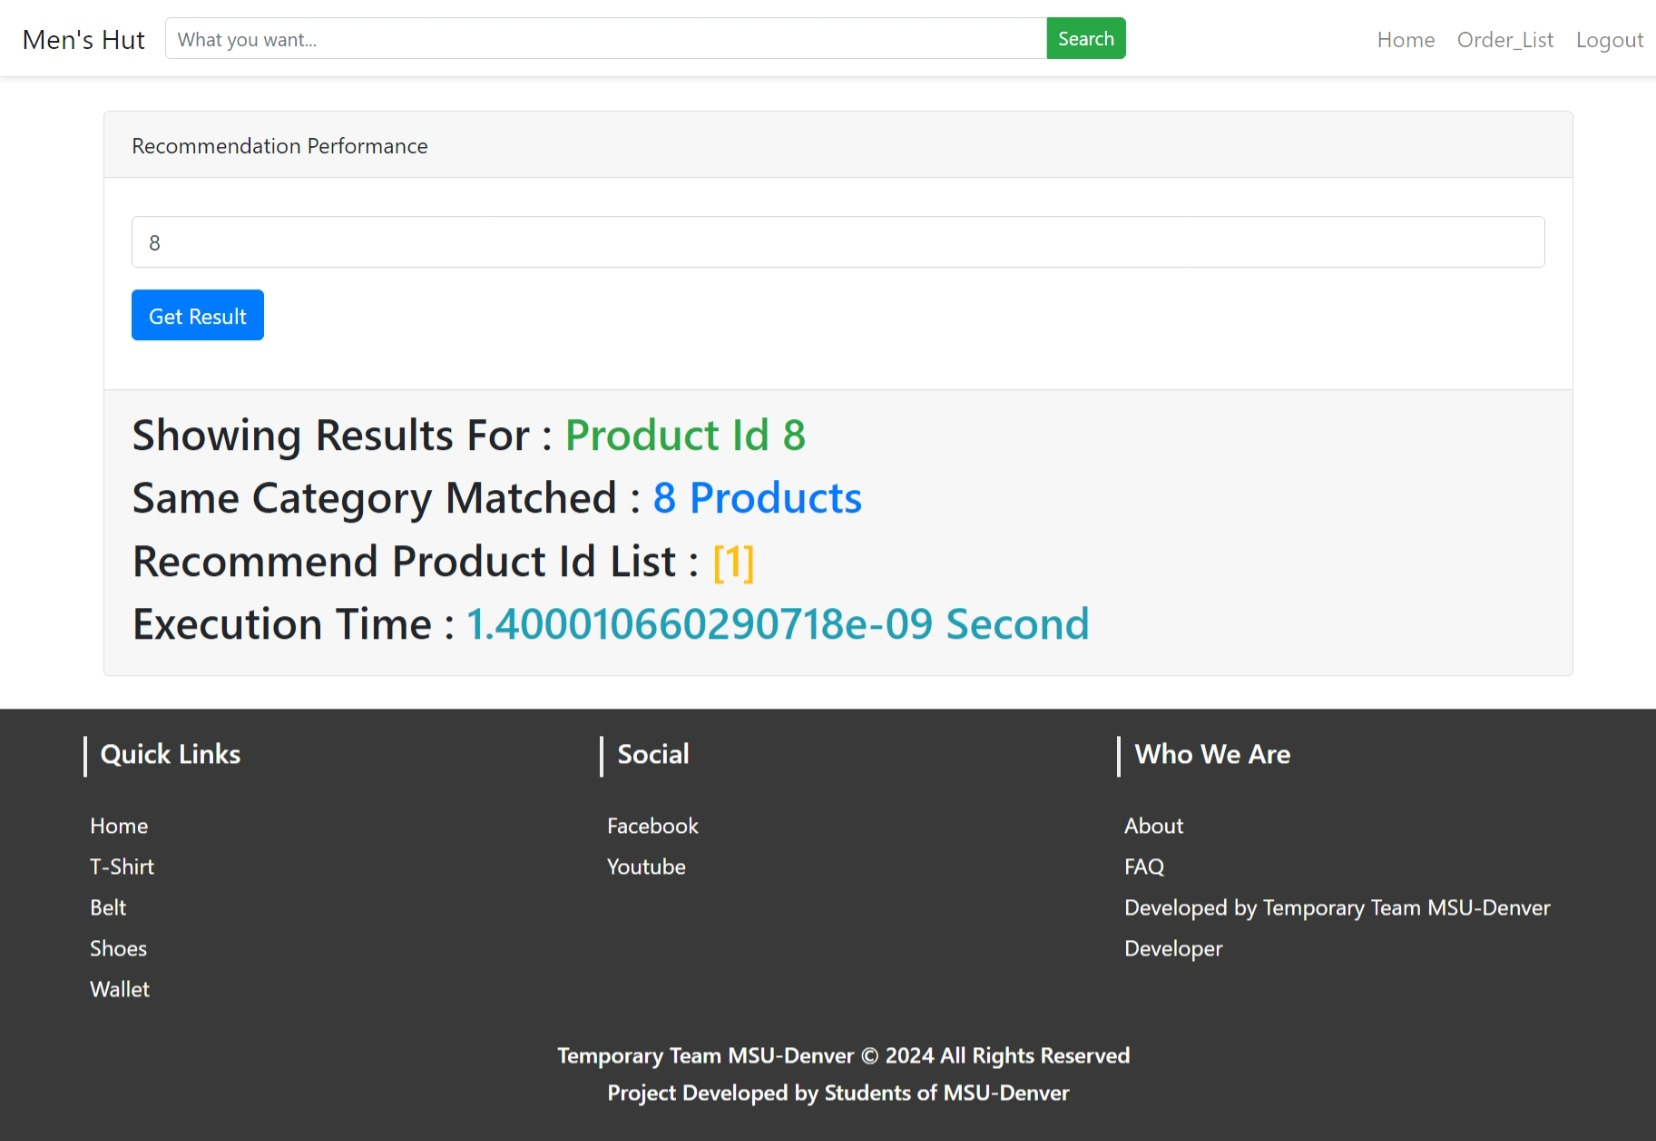 Men's Hut
What you want...
Search
Home
Order_List
Logout
Recommendation Performance
8
Get Result
Showing Results For : Product Id 8
Same Category Matched : 8 Products
Recommend Product Id List : [1]
Execution Time : 1.400010660290718e-09 Second
Quick Links
Home
T-Shirt
Belt
Shoes
Wallet
Social
Facebook
Youtube
Who We Are
About
FAQ
Developed by Temporary Team MSU-Denver
Developer
Temporary Team MSU-Denver © 2024 All Rights Reserved
Project Developed by Students of MSU-Denver